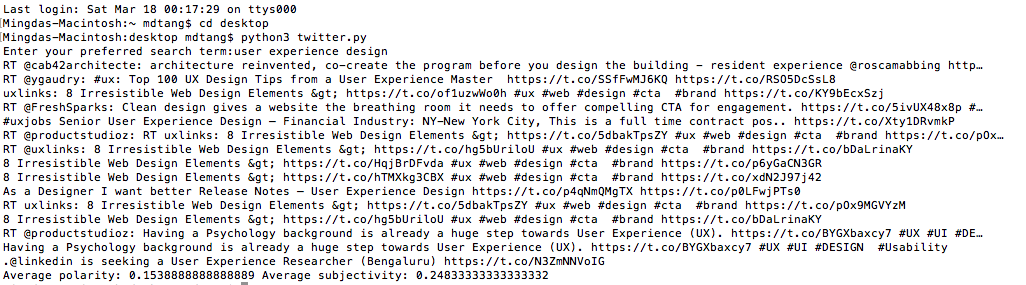 Last login: Sat Mar 18 00:17:29 on ttys000
[Mingdas-Macintosh:~ mdtang$ cd desktop
[Mingdas-Macintosh:desktop mdtang$ python3 twitter.py
Enter your preferred search term:user experience design
RT @cab42architecte: architecture reinvented, co-create the program before you design the building – resident experience @roscamabbing http…
RT @ygaudry: #ux: Top 100 UX Design Tips from a User Experience Master  https://t.co/SSfFwMJ6KQ https://t.co/RSO5DcSsL8
uxlinks: 8 Irresistible Web Design Elements &gt; https://t.co/of1uzwWo0h #ux #web #design #cta  #brand https://t.co/KY9bEcxSzj
RT @FreshSparks: Clean design gives a website the breathing room it needs to offer compelling CTA for engagement. https://t.co/5ivUX48x8p #…
#uxjobs Senior User Experience Design – Financial Industry: NY-New York City, This is a full time contract pos.. https://t.co/Xty1DRvmkP
RT @productstudioz: RT uxlinks: 8 Irresistible Web Design Elements &gt; https://t.co/5dbakTpsZY #ux #web #design #cta  #brand https://t.co/pOx…
RT @uxlinks: 8 Irresistible Web Design Elements &gt; https://t.co/hg5bUriloU #ux #web #design #cta  #brand https://t.co/bDaLrinaKY
8 Irresistible Web Design Elements &gt; https://t.co/HqjBrDFvda #ux #web #design #cta  #brand https://t.co/p6yGaCN3GR
8 Irresistible Web Design Elements &gt; https://t.co/hTMXkg3CBX #ux #web #design #cta  #brand https://t.co/xdN2J97j42
As a Designer I want better Release Notes – User Experience Design https://t.co/p4qNmQMgTX https://t.co/p0LFwjPTs0
RT uxlinks: 8 Irresistible Web Design Elements &gt; https://t.co/5dbakTpsZY #ux #web #design #cta  #brand https://t.co/pOx9MGVYzM
8 Irresistible Web Design Elements &gt; https://t.co/hg5bUriloU #ux #web #design #cta  #brand https://t.co/bDaLrinaKY
RT @productstudioz: Having a Psychology background is already a huge step towards User Experience (UX). https://t.co/BYGXbaxcy7 #UX #UI #DE…
Having a Psychology background is already a huge step towards User Experience (UX). https://t.co/BYGXbaxcy7 #UX #UI #DESIGN  #Usability
.@linkedin is seeking a User Experience Researcher (Bengaluru) https://t.co/N3ZmNNVoIG
Average polarity: 0.1538888888888889 Average subjectivity: 0.24833333333333332